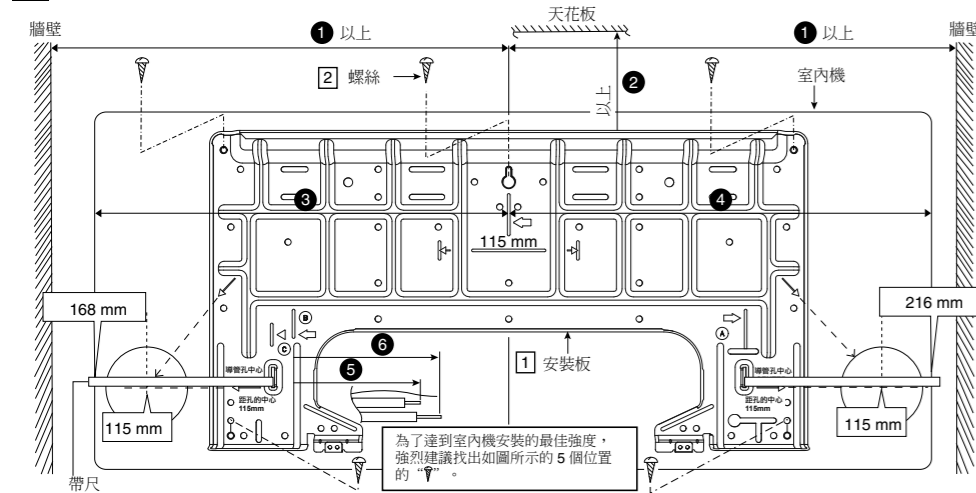 天花板
牆壁
牆壁
❶ 以上
❶ 以上
2 螺絲
以上
❷
室內機
❸
❹
115 mm
168 mm
216 mm
B
C
A
❻
❺
1 安裝板
導管孔中心
導管孔中心
距孔的中心
115mm
距孔的中心
115mm
115 mm
115 mm
為了達到室內機安裝的最佳強度，
強烈建議找出如圖所示的 5 個位置
的 “ ” 。
帶尺